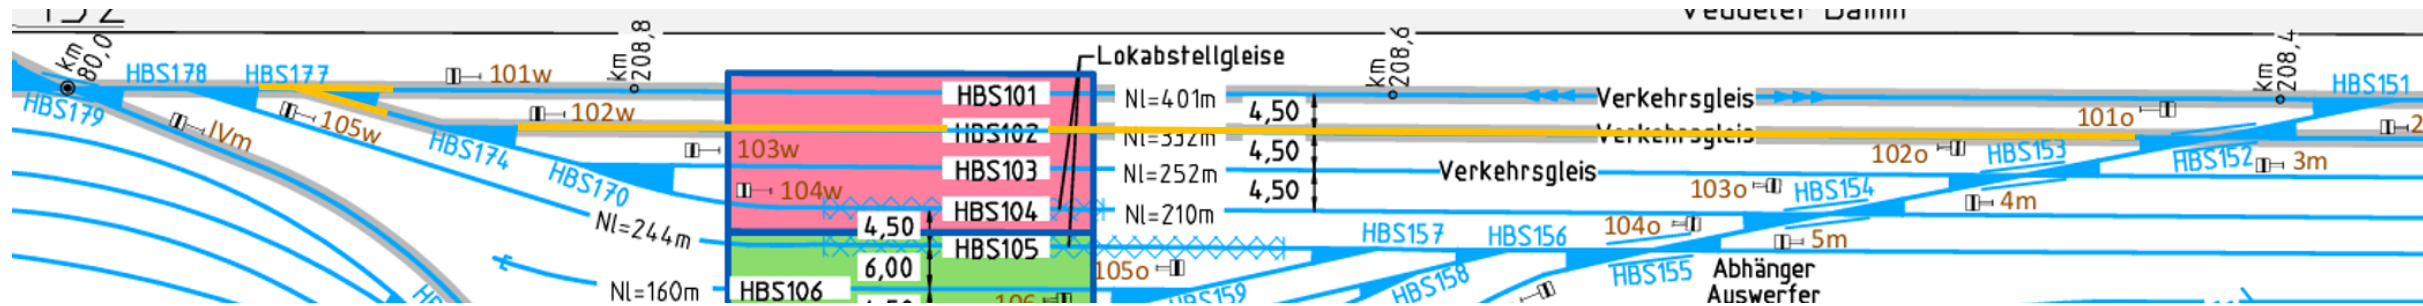 Lokabstellgleise
km 80,0
km 208,8
km 208,6
km 208,4
HBS178
HBS177
101w
HBS151
HBS179
IVm
105w
102w
HBS101
Nl=401m
4,50
Verkehrsgleis
101o
HBS174
103w
HBS102
Nl=332m
4,50
Verkehrsgleis
102o
HBS153
HBS152
3m
HBS170
104w
HBS103
Nl=252m
4,50
Verkehrsgleis
103o
HBS154
4m
Nl=244m
4,50
HBS104
Nl=210m
HBS157
HBS156
104o
5m
HBS105
6,00
105o
HBS158
HBS155
Abhänger
Auswerfer
Nl=160m
HBS106
HBS159